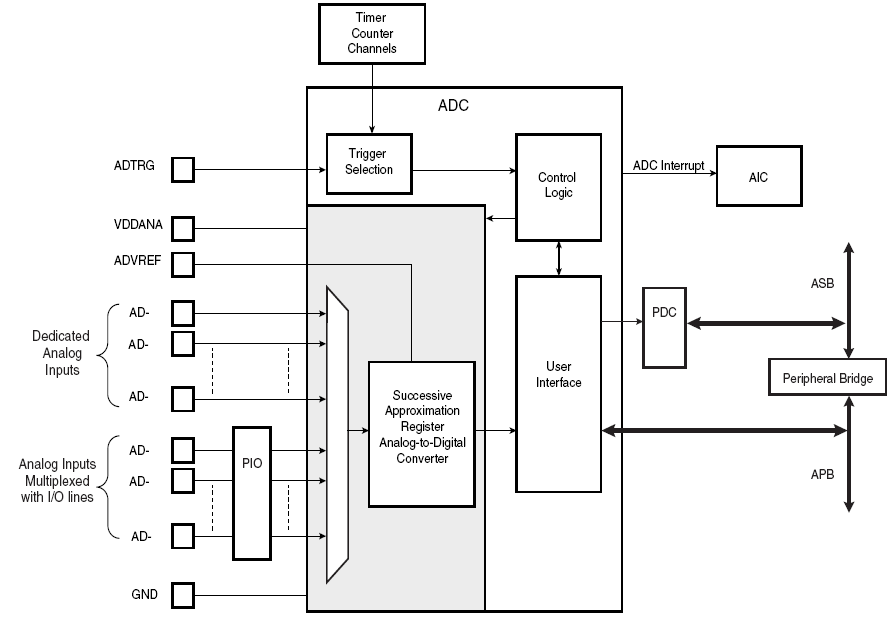 Timer
Counter
Channels
ADC
ADTRG
Trigger
Selection
Control
Logic
ADC Interrupt
AIC
VDDANA
ADVREF
ASB
PDC
Dedicated
Analog
Inputs
AD-
AD-
AD-
User
Interface
Peripheral Bridge
Successive
Approximation
Register
Analog-to-Digital
Converter
Analog Inputs
Multiplexed
with I/O lines
AD-
AD-
AD-
PIO
APB
GND